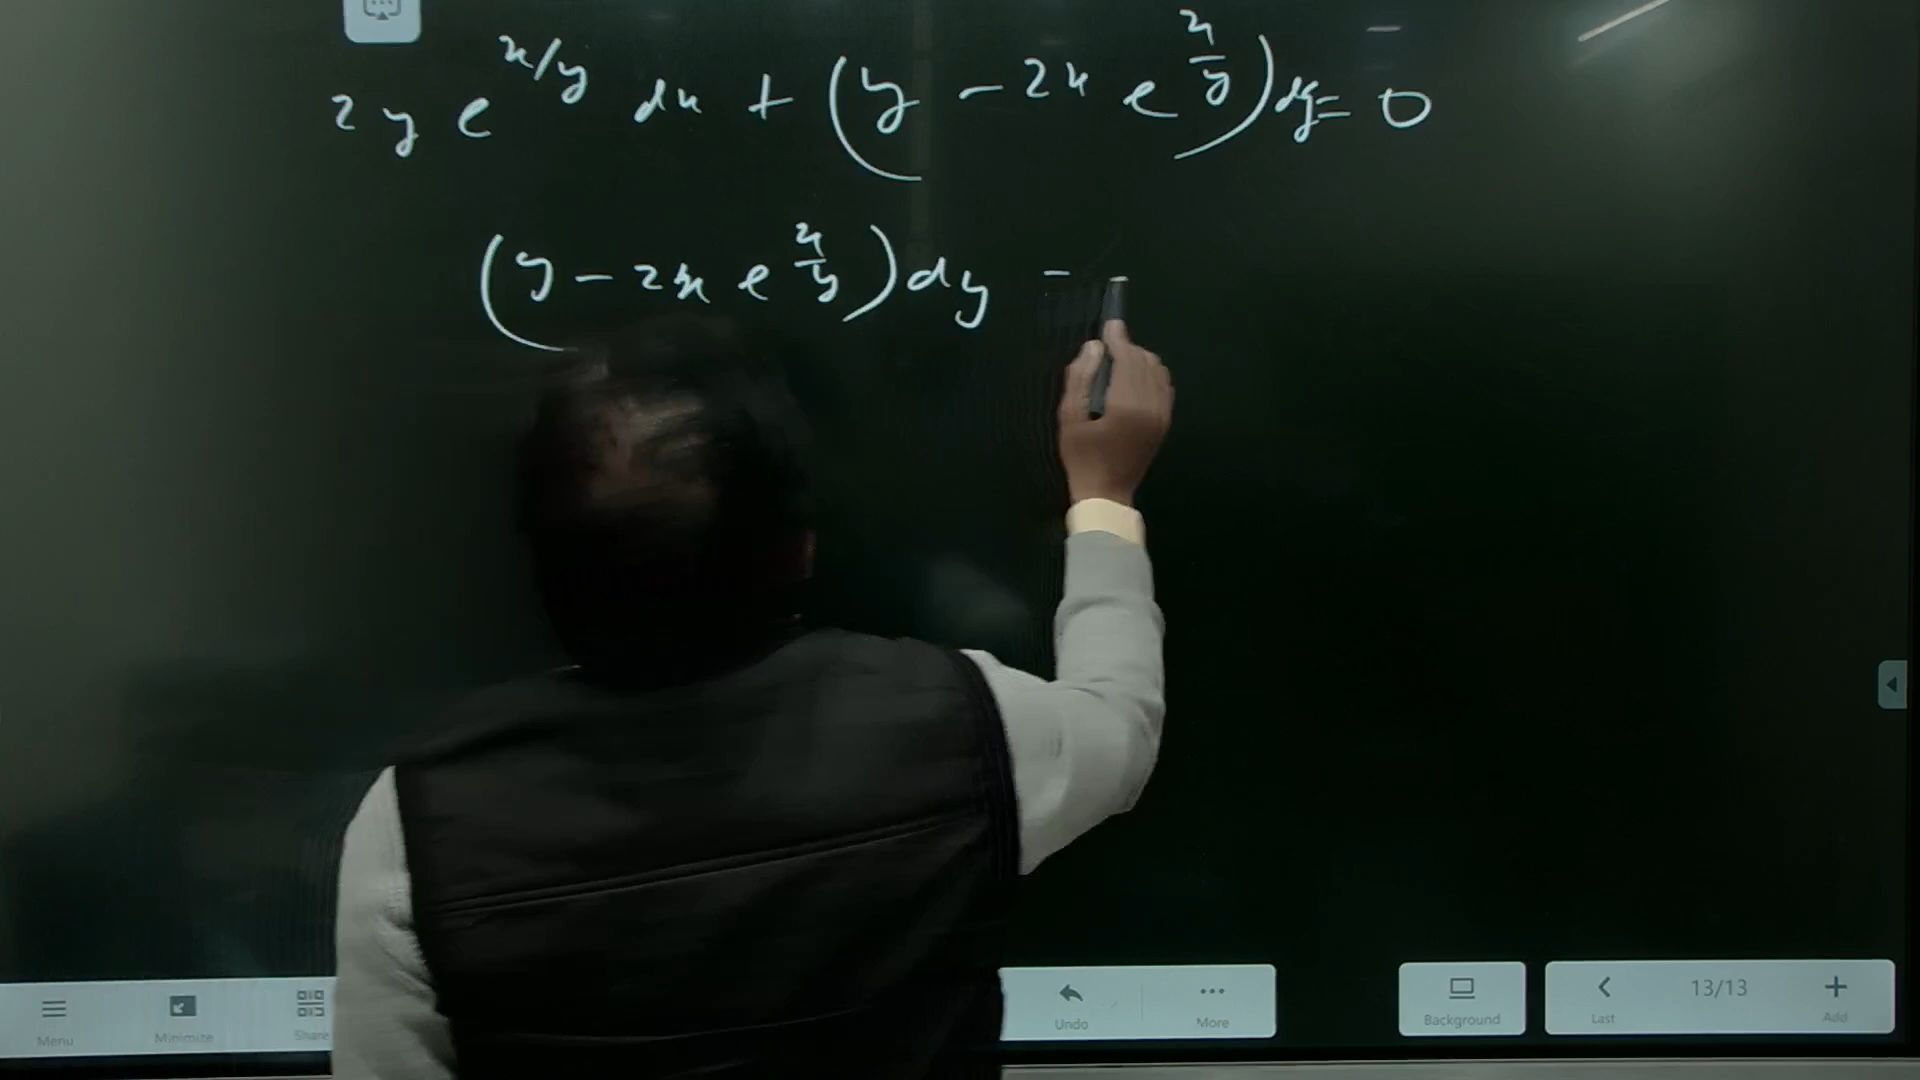 2y e^{x/y} dx + (y - 2x e^{x/y}) dy = 0
(y - 2x e^{x/y}) dy =
Menu Minimize Share Undo More Background Last 13/13 Add